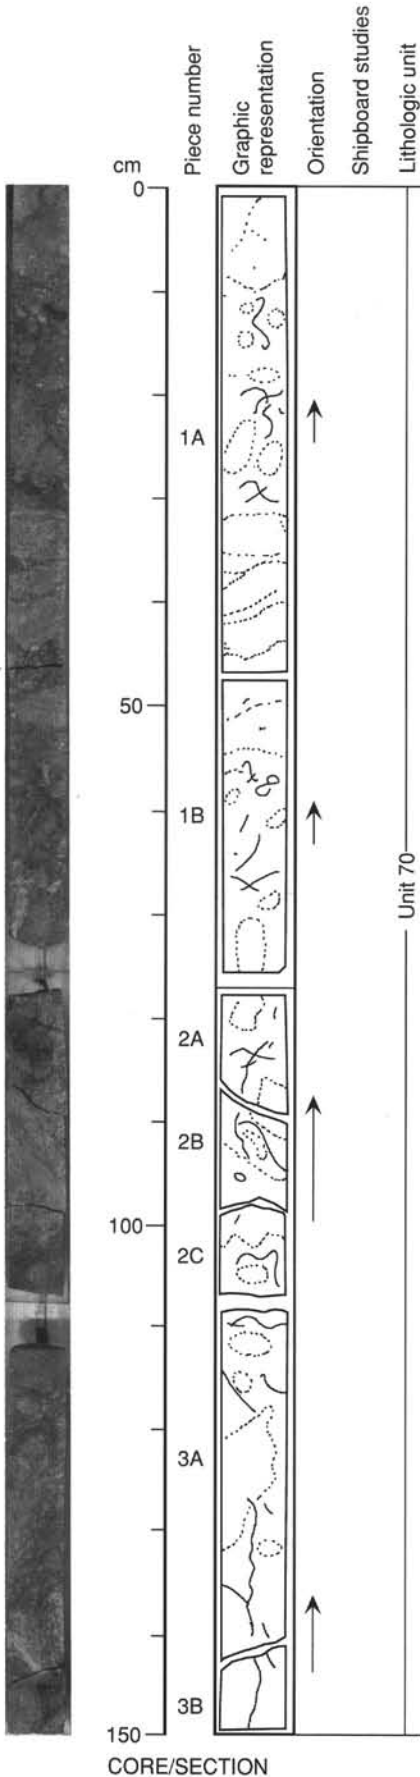 cm
Piece number
Graphic
representation
Orientation
Shipboard studies
Lithologic unit
0
1A
50
1B
Unit 70
2A
2B
100
2C
3A
3B
150
CORE/SECTION